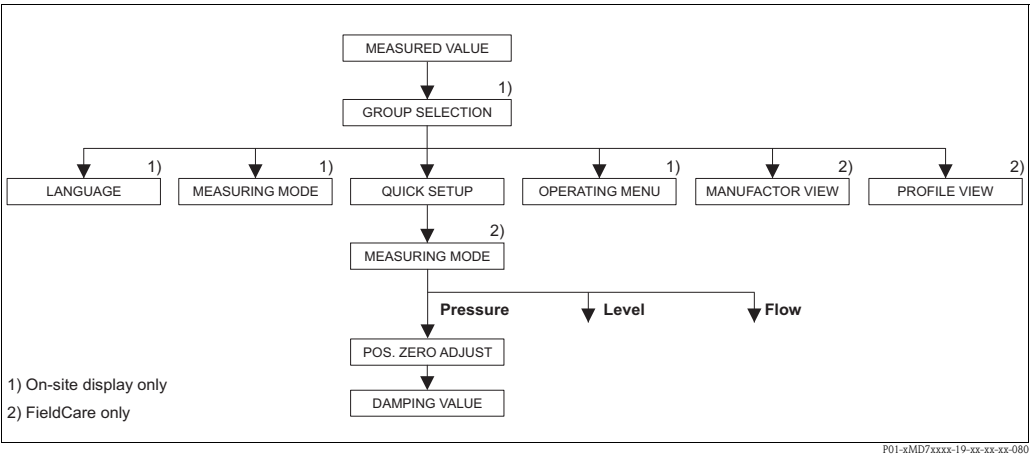 MEASURED VALUE
1)
GROUP SELECTION
1) 1) 1) 2) 2)
LANGUAGE MEASURING MODE QUICK SETUP OPERATING MENU MANUFACTOR VIEW PROFILE VIEW
2)
MEASURING MODE
Pressure Level Flow
POS. ZERO ADJUST
1) On-site display only
DAMPING VALUE
2) FieldCare only
P01-xMD7xxxx-19-xx-xx-xx-080